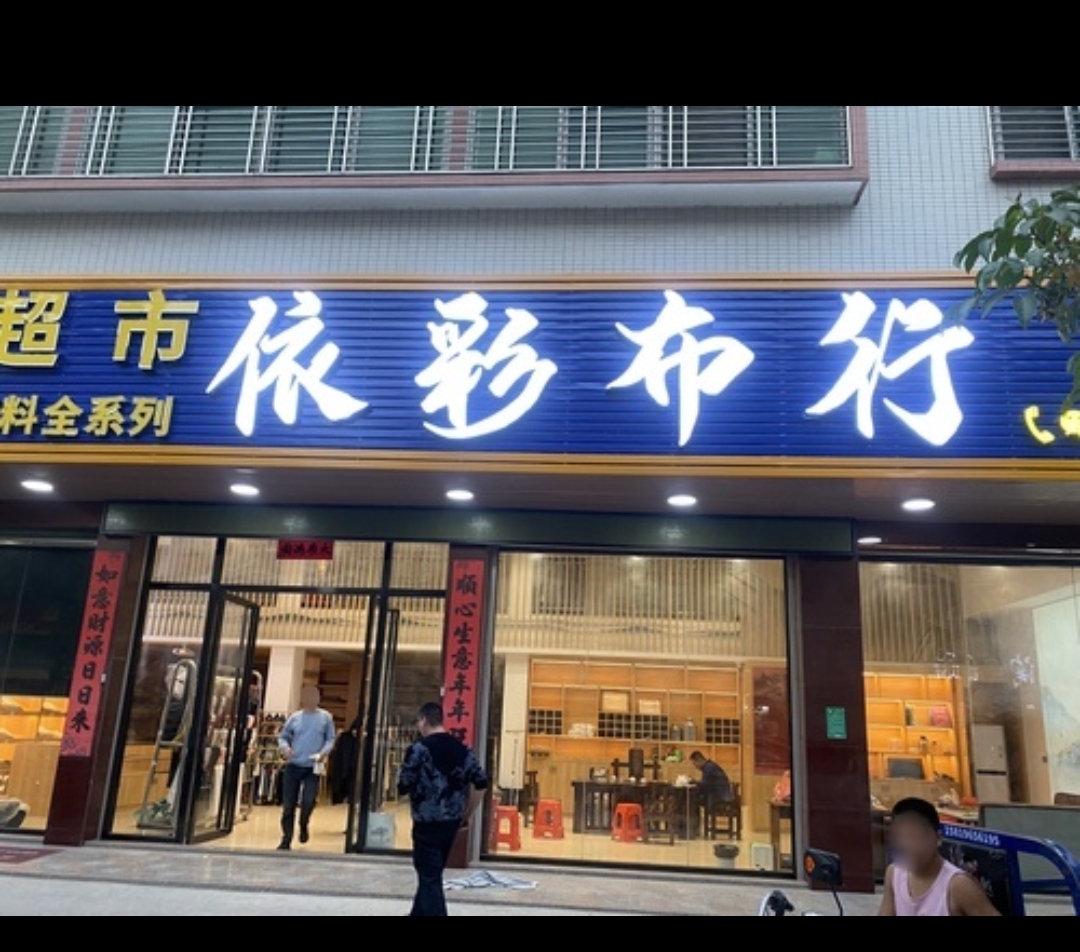 超市
料全系列
依彩布行
如意财源日日来
顺心生意年年
15819656195